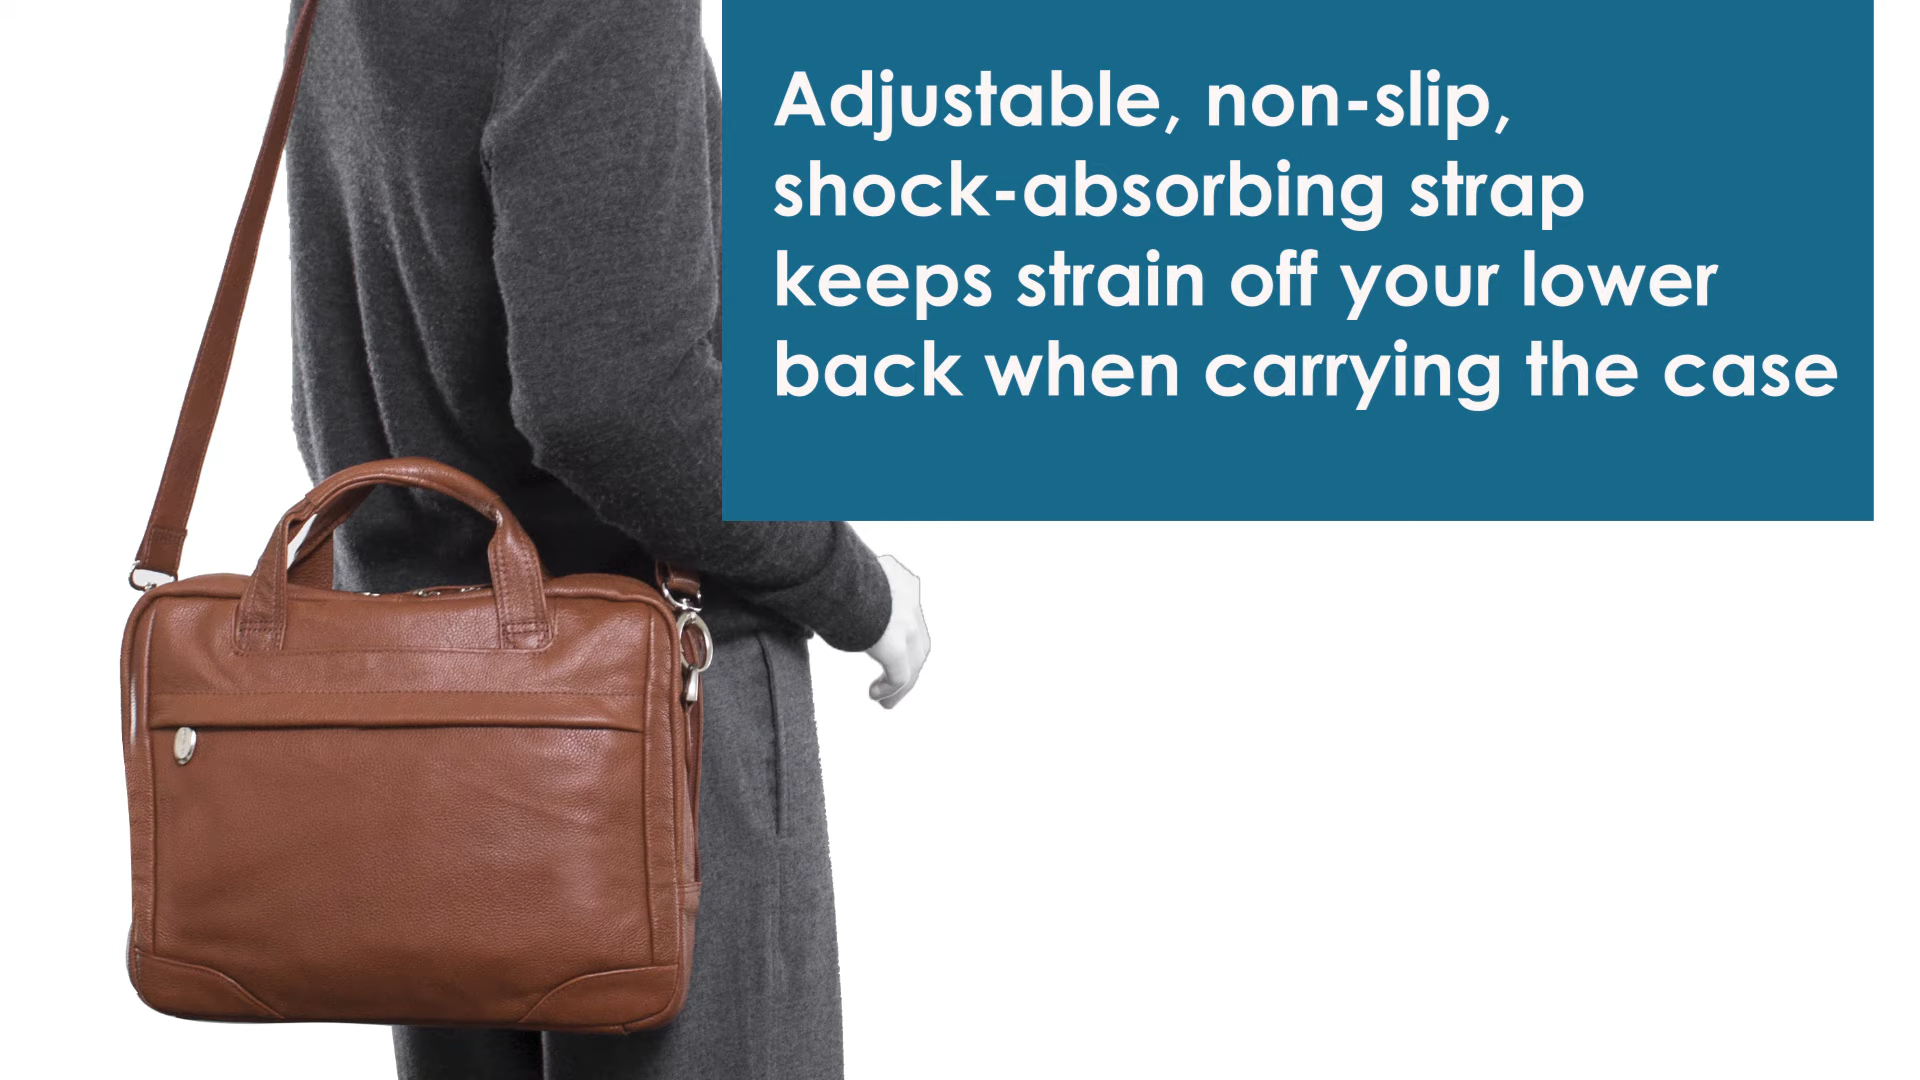 Adjustable, non-slip,
shock-absorbing strap
keeps strain off your lower
back when carrying the case